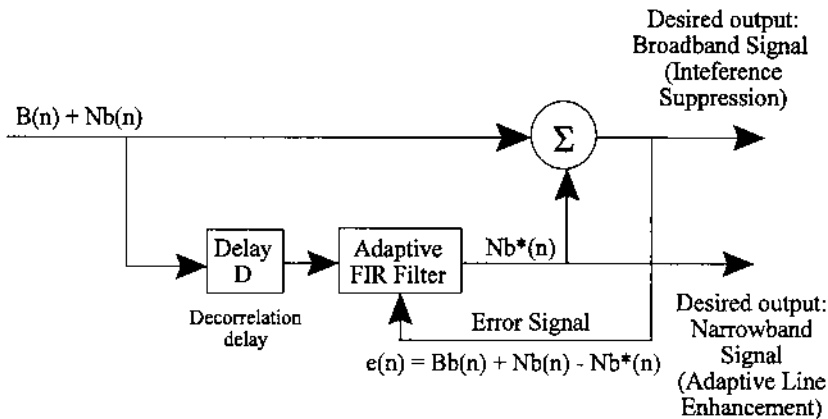 Desired output:
Broadband Signal
(Inteference
Suppression)
B(n) + Nb(n)
Σ
Delay
D
Adaptive
FIR Filter
Nb*(n)
Decorrelation
delay
Error Signal
e(n) = Bb(n) + Nb(n) - Nb*(n)
Desired output:
Narrowband
Signal
(Adaptive Line
Enhancement)